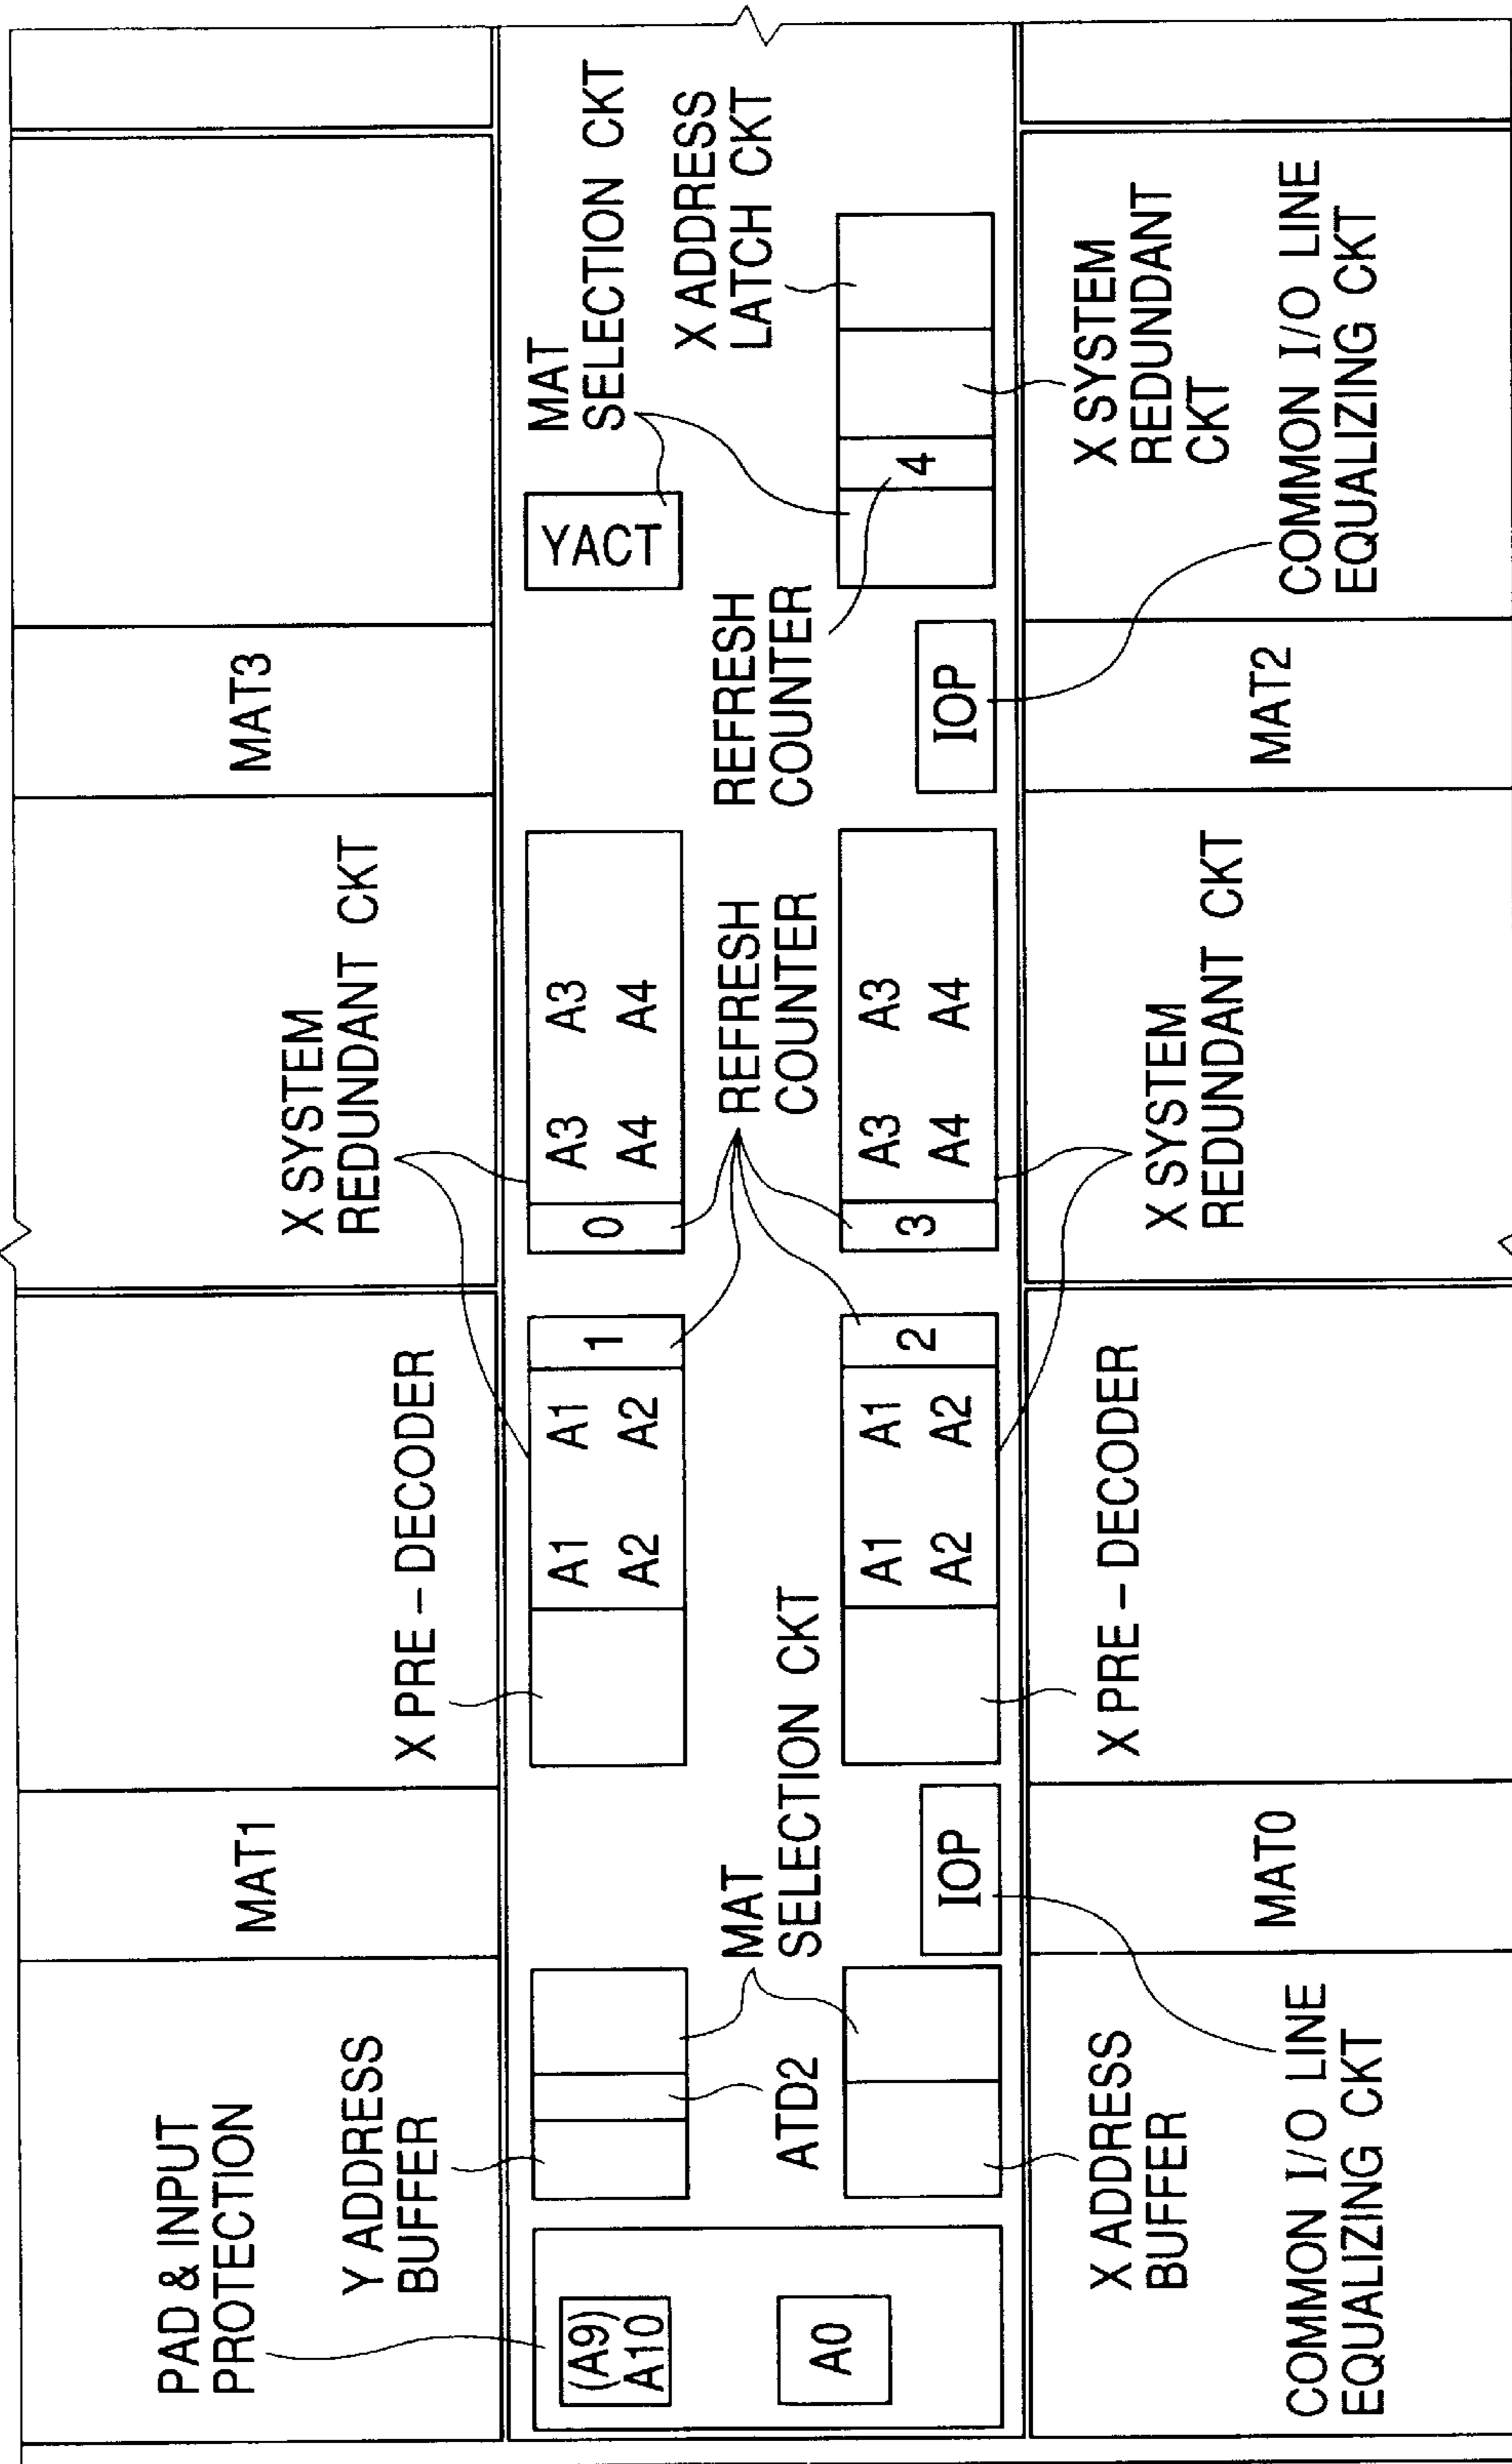 PAD & INPUT
PROTECTION
Y ADDRESS
BUFFER
MAT1
X PRE – DECODER
X SYSTEM
REDUNDANT CKT
MAT3
(A9)
A10
A0
ATD2
MAT
SELECTION CKT
IOP
A1 A1
A2 A2
1
0
A3 A3
A4 A4
REFRESH
COUNTER
A1 A1
A2 A2
2
3
A3 A3
A4 A4
REFRESH
COUNTER
IOP
YACT
MAT
SELECTION CKT
X ADDRESS
LATCH CKT
4
X ADDRESS
BUFFER
COMMON I/O LINE
EQUALIZING CKT
MAT0
X PRE – DECODER
X SYSTEM
REDUNDANT CKT
MAT2
X SYSTEM
REDUNDANT
CKT
COMMON I/O LINE
EQUALIZING CKT